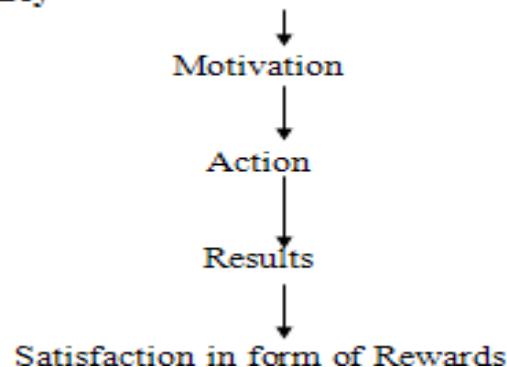 Motivation
Action
Results
Satisfaction in form of Rewards